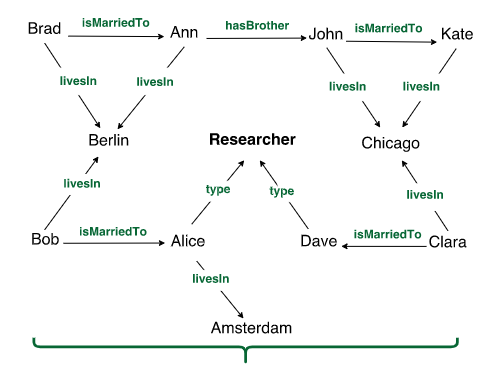 Brad isMarriedTo Ann hasBrother John isMarriedTo Kate
livesIn livesIn livesIn livesIn
Berlin Researcher Chicago
livesIn type type livesIn
Bob isMarriedTo Alice Dave isMarriedTo Clara
livesIn
Amsterdam